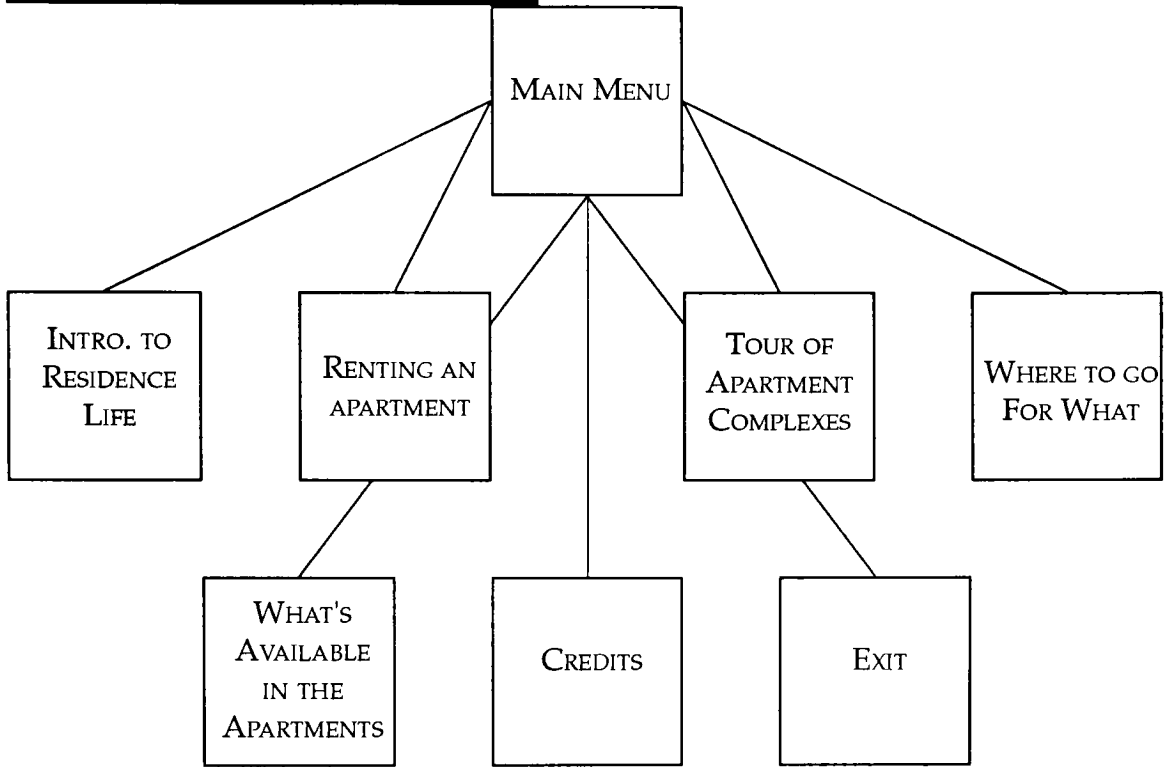 MAIN MENU
INTRO. TO
RESIDENCE
LIFE
RENTING AN
APARTMENT
TOUR OF
APARTMENT
COMPLEXES
WHERE TO GO
FOR WHAT
WHAT'S
AVAILABLE
IN THE
APARTMENTS
CREDITS
EXIT